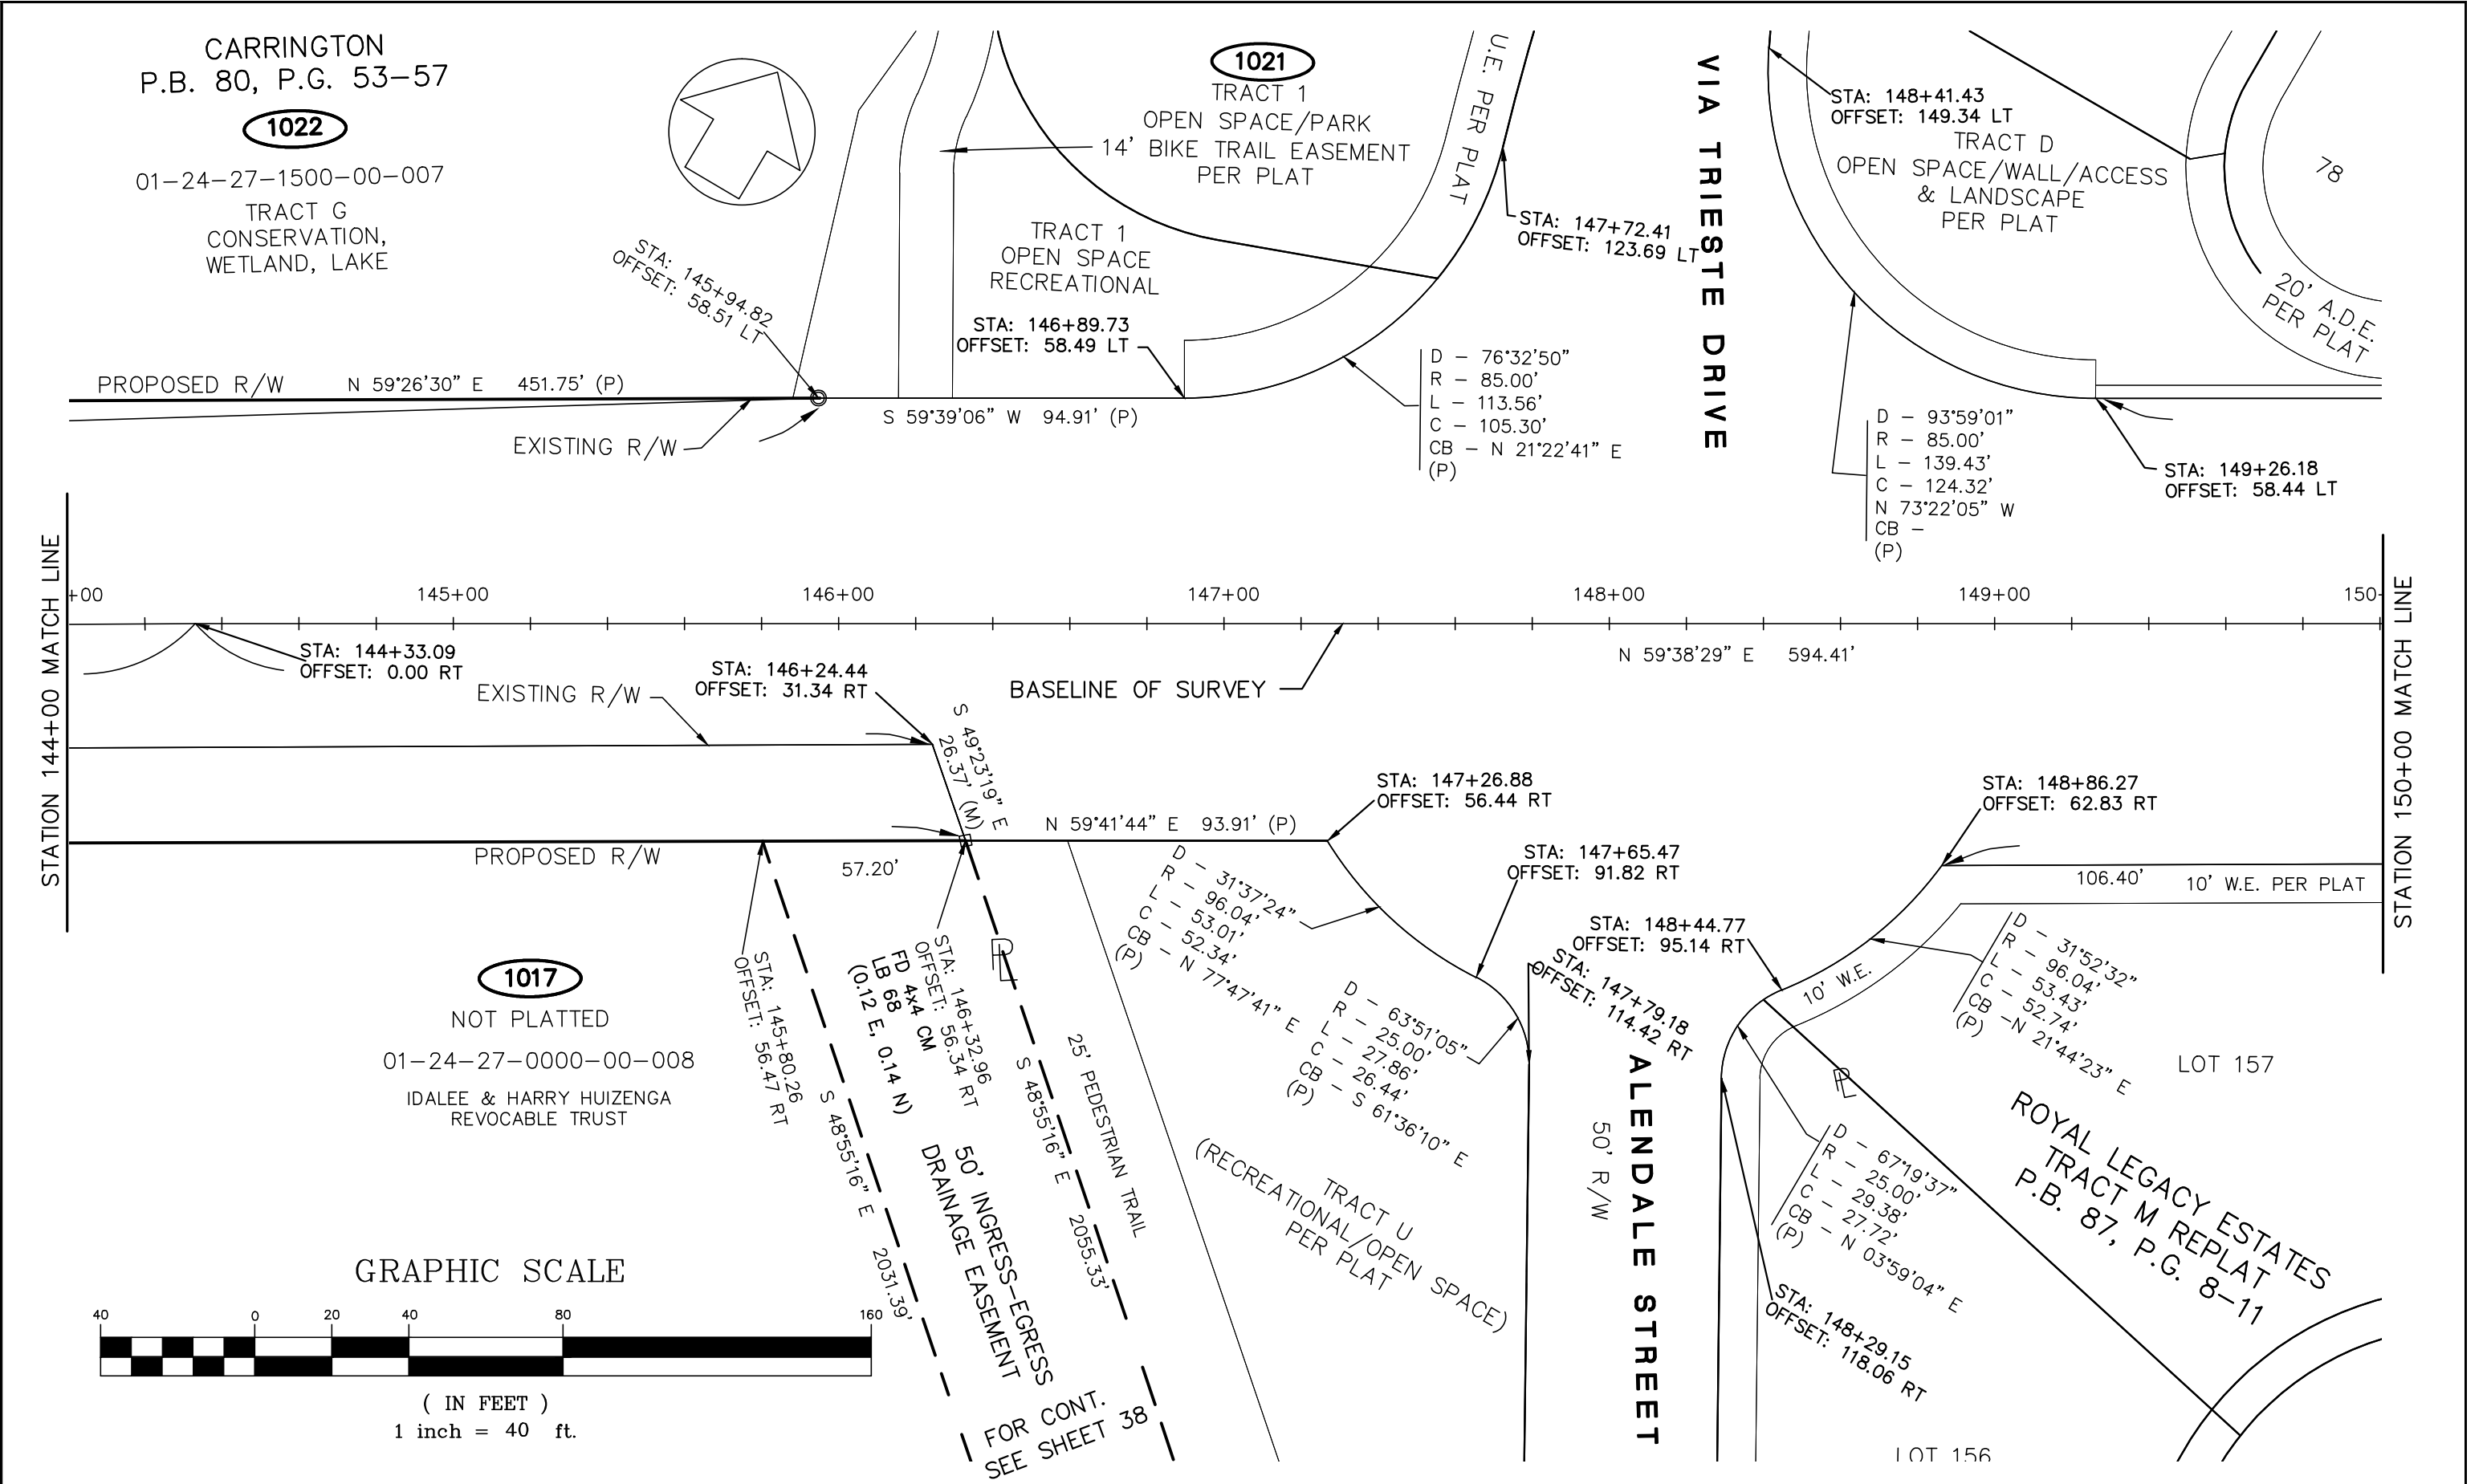 CARRINGTON
P.B. 80, P.G. 53-57
1022
01-24-27-1500-00-007
TRACT G
CONSERVATION,
WETLAND, LAKE
1021
TRACT 1
OPEN SPACE/PARK
14' BIKE TRAIL EASEMENT
PER PLAT
U.E. PER PLAT
VIA TRIESTE DRIVE
STA: 148+41.43
OFFSET: 149.34 LT
TRACT D
OPEN SPACE/WALL/ACCESS
& LANDSCAPE
PER PLAT
78
20' A.D.E.
PER PLAT
STA: 147+72.41
OFFSET: 123.69 LT
TRACT 1
OPEN SPACE
RECREATIONAL
STA: 145+94.82
OFFSET: 58.51 LT
STA: 146+89.73
OFFSET: 58.49 LT
PROPOSED R/W
N 59°26'30" E 451.75' (P)
S 59°39'06" W 94.91' (P)
EXISTING R/W
D - 76°32'50"
R - 85.00'
L - 113.56'
C - 105.30'
CB - N 21°22'41" E
(P)
D - 93°59'01"
R - 85.00'
L - 139.43'
C - 124.32'
N 73°22'05" W
CB -
(P)
STA: 149+26.18
OFFSET: 58.44 LT
STATION 144+00 MATCH LINE
+00
145+00
146+00
147+00
148+00
149+00
150-
STATION 150+00 MATCH LINE
STA: 144+33.09
OFFSET: 0.00 RT
EXISTING R/W
STA: 146+24.44
OFFSET: 31.34 RT
BASELINE OF SURVEY
N 59°38'29" E 594.41'
S 49°23'19" E
26.37' (M)
PROPOSED R/W
57.20'
N 59°41'44" E 93.91' (P)
STA: 147+26.88
OFFSET: 56.44 RT
STA: 148+86.27
OFFSET: 62.83 RT
STA: 147+65.47
OFFSET: 91.82 RT
106.40'
10' W.E. PER PLAT
D - 31°37'24"
R - 96.04'
L - 53.01'
C - 52.34'
CB - N 77°47'41" E
(P)
STA: 148+44.77
OFFSET: 95.14 RT
10' W.E.
STA: 147+79.18
OFFSET: 114.42 RT
D - 31°52'32"
R - 96.04'
L - 53.43'
C - 52.74'
CB -N 21°44'23" E
(P)
D - 63°51'05"
R - 25.00'
L - 27.86'
C - 26.44'
CB - S 61°36'10" E
(P)
1017
NOT PLATTED
01-24-27-0000-00-008
IDALEE & HARRY HUIZENGA
REVOCABLE TRUST
STA: 145+80.26
OFFSET: 56.47 RT
STA: 146+32.96
OFFSET: 56.34 RT
FD 4x4 CM
LB 68
(0.12 E, 0.14 N)
PL
S 48°55'16" E 2031.39'
S 48°55'16" E 2055.33'
50' INGRESS-EGRESS
DRAINAGE EASEMENT
25' PEDESTRIAN TRAIL
TRACT U
(RECREATIONAL/OPEN SPACE)
PER PLAT
50' R/W
ALENDALE STREET
PL
LOT 157
D - 67°19'37"
R - 25.00'
L - 29.38'
C - 27.72'
CB - N 03°59'04" E
(P)
ROYAL LEGACY ESTATES
TRACT M REPLAT
P.B. 87, P.G. 8-11
STA: 148+29.15
OFFSET: 118.06 RT
LOT 156
FOR CONT.
SEE SHEET 38
GRAPHIC SCALE
40 0 20 40 80 160
( IN FEET )
1 inch = 40 ft.